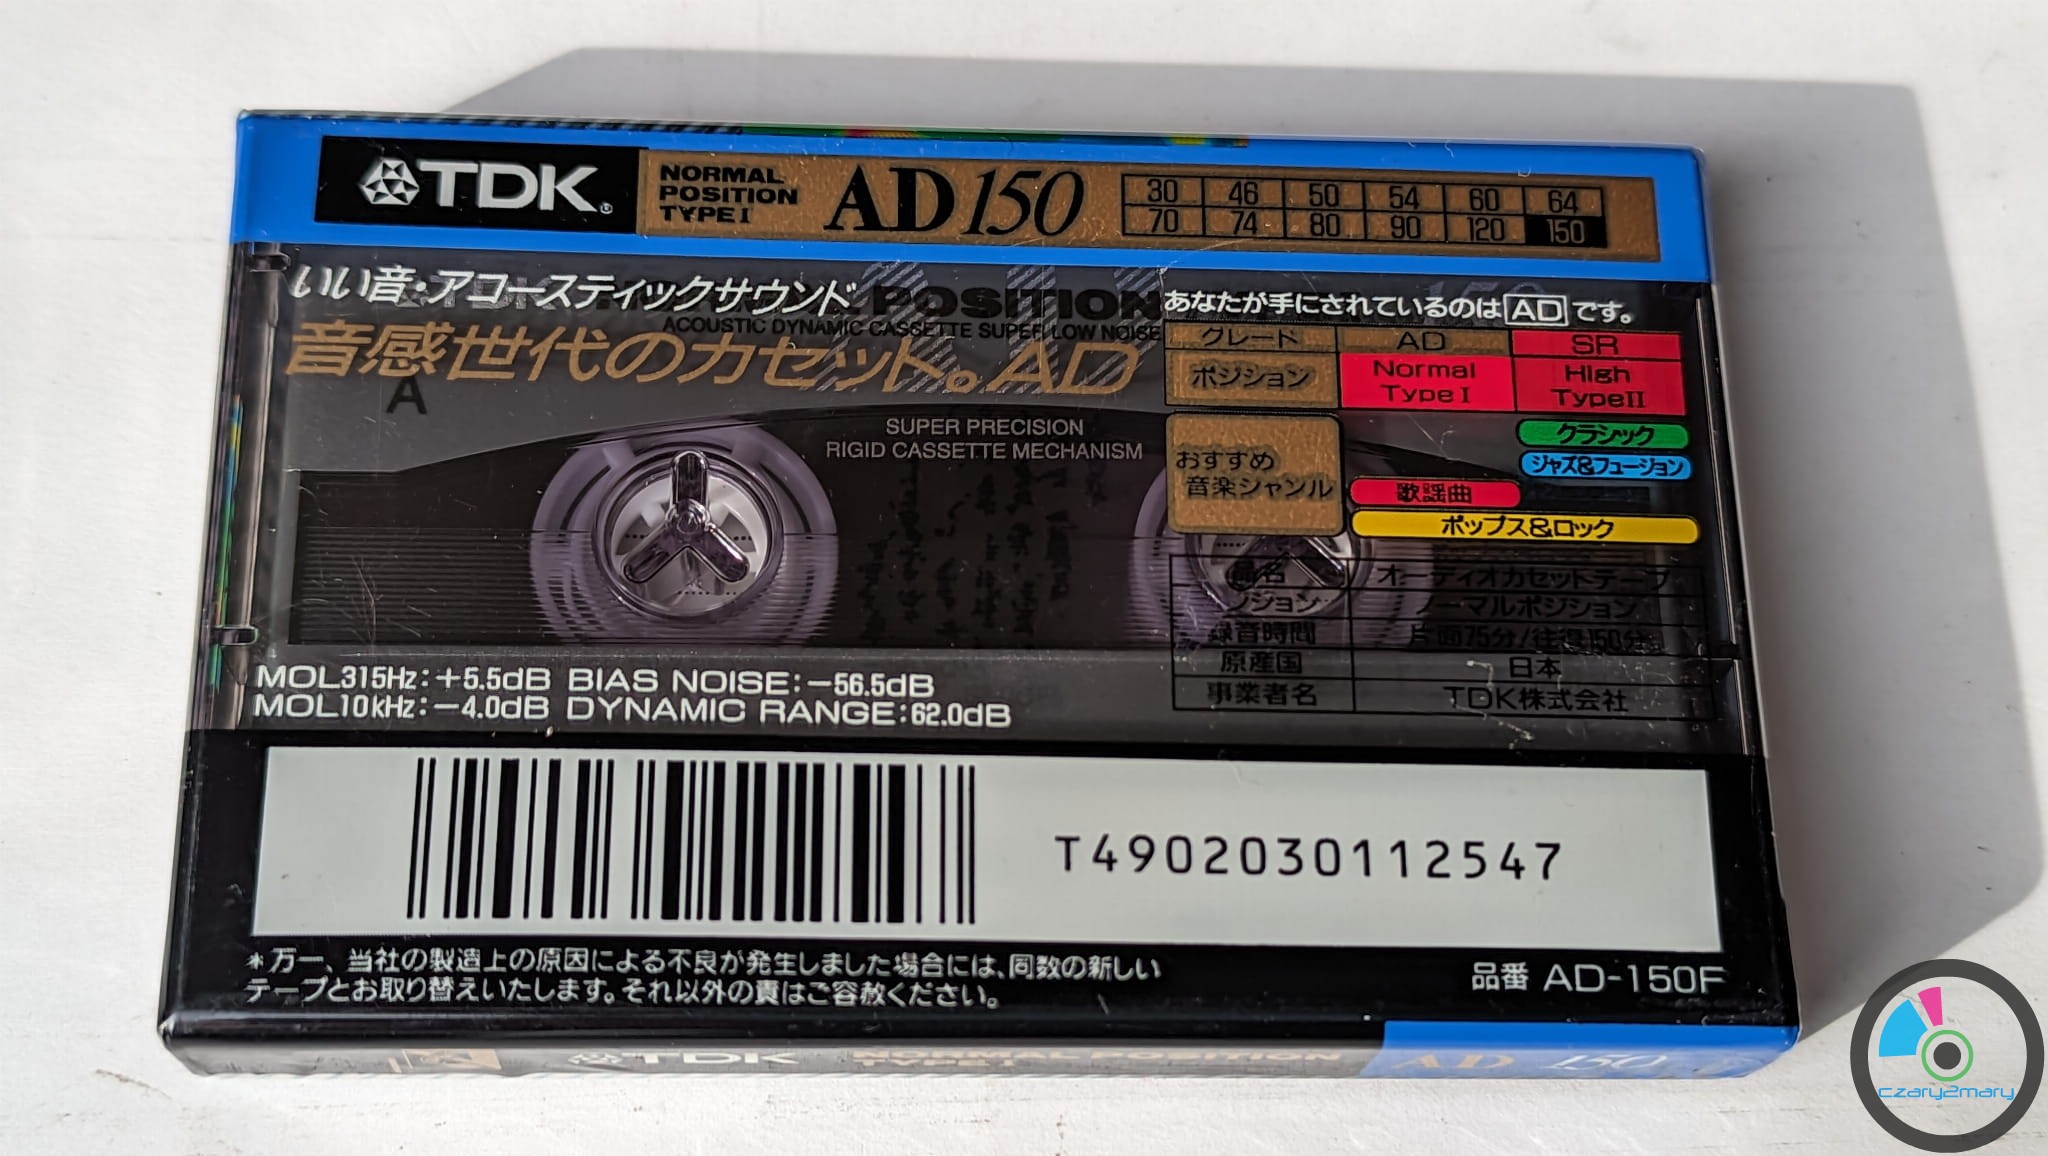 TDK
NORMAL
POSITION
TYPE I
AD 150
30 46 50 54 60 64
70 74 80 90 120 150
いい音・アコースティックサウンド
POSITION
ACOUSTIC DYNAMIC CASSETTE SUPER LOW NOISE
音感世代のカセット。AD
A
SUPER PRECISION
RIGID CASSETTE MECHANISM
あなたが手にされているのは AD です。
グレード AD SR
ポジション Normal Type I High Type II
おすすめ
音楽ジャンル
クラシック
ジャズ&フュージョン
歌謡曲
ポップス&ロック
品名 オーディオカセットテープ
ノーマルポジション
録音時間 片面75分/往復150分
原産国 日本
事業者名 TDK株式会社
MOL315Hz:+5.5dB BIAS NOISE:-56.5dB
MOL10kHz:-4.0dB DYNAMIC RANGE:62.0dB
T4902030112547
*万一、当社の製造上の原因による不良が発生しました場合には、同数の新しい
テープとお取り替えいたします。それ以外の責はご容赦ください。
品番 AD-150F
TDK
NORMAL POSITION
TYPE I
AD 150
czary2mary